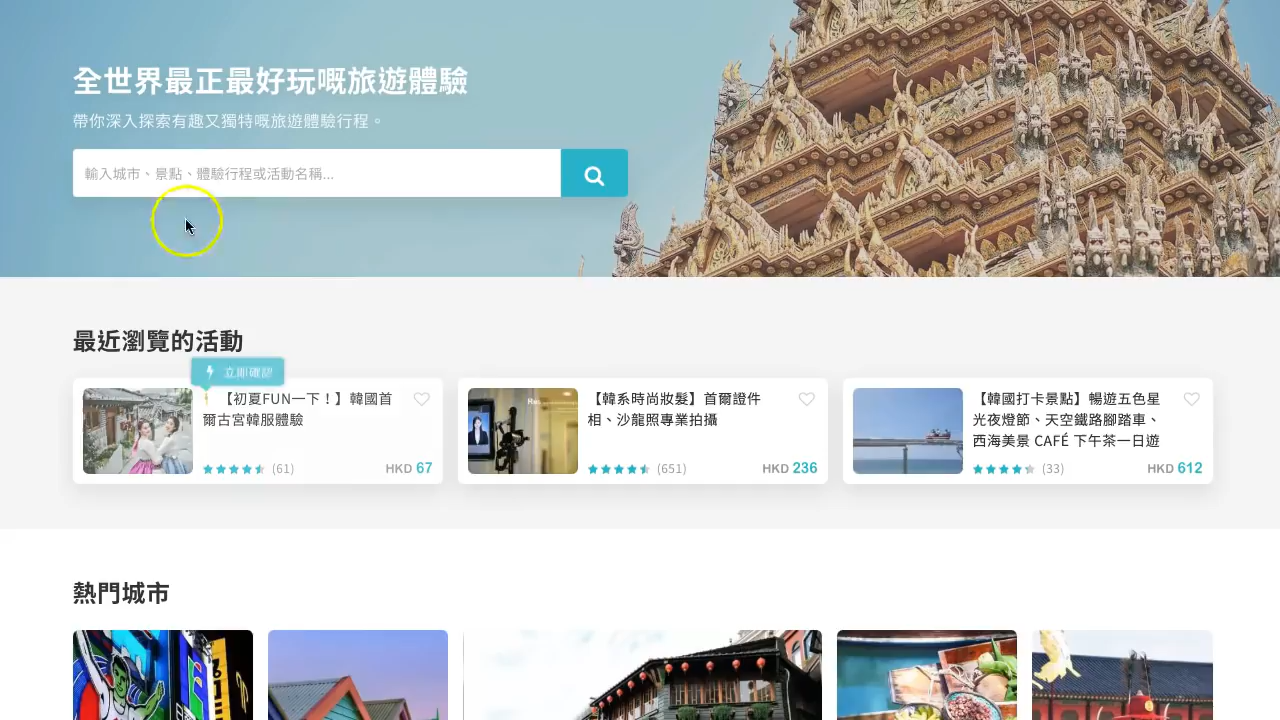 全世界最正最好玩嘅旅遊體驗
帶你深入探索有趣又獨特嘅旅遊體驗行程。
輸入城市、景點、體驗行程或活動名稱...
最近瀏覽的活動
立即確認
【初夏FUN一下！】韓國首
爾古宮韓服體驗
(61)
HKD 67
【韓系時尚妝髮】首爾證件
相、沙龍照專業拍攝
(651)
HKD 236
【韓國打卡景點】暢遊五色星
光夜燈節、天空鐵路腳踏車、
西海美景 CAFÉ 下午茶一日遊
(33)
HKD 612
熱門城市